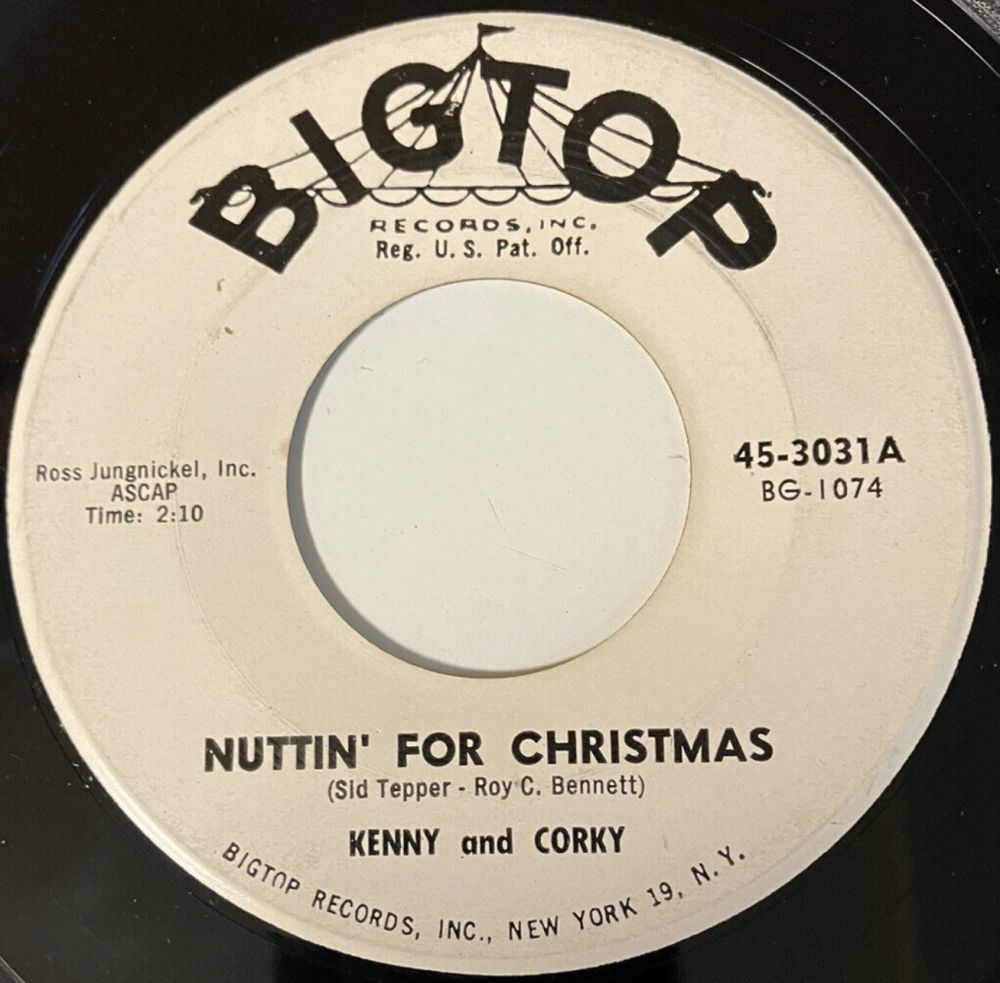 BIGTOP
RECORDS, INC.
Reg. U. S. Pat. Off.
Ross Jungnickel, Inc.
ASCAP
Time: 2:10
45-3031A
BG-1074
NUTTIN' FOR CHRISTMAS
(Sid Tepper - Roy C. Bennett)
KENNY and CORKY
BIGTOP RECORDS, INC., NEW YORK 19, N. Y.